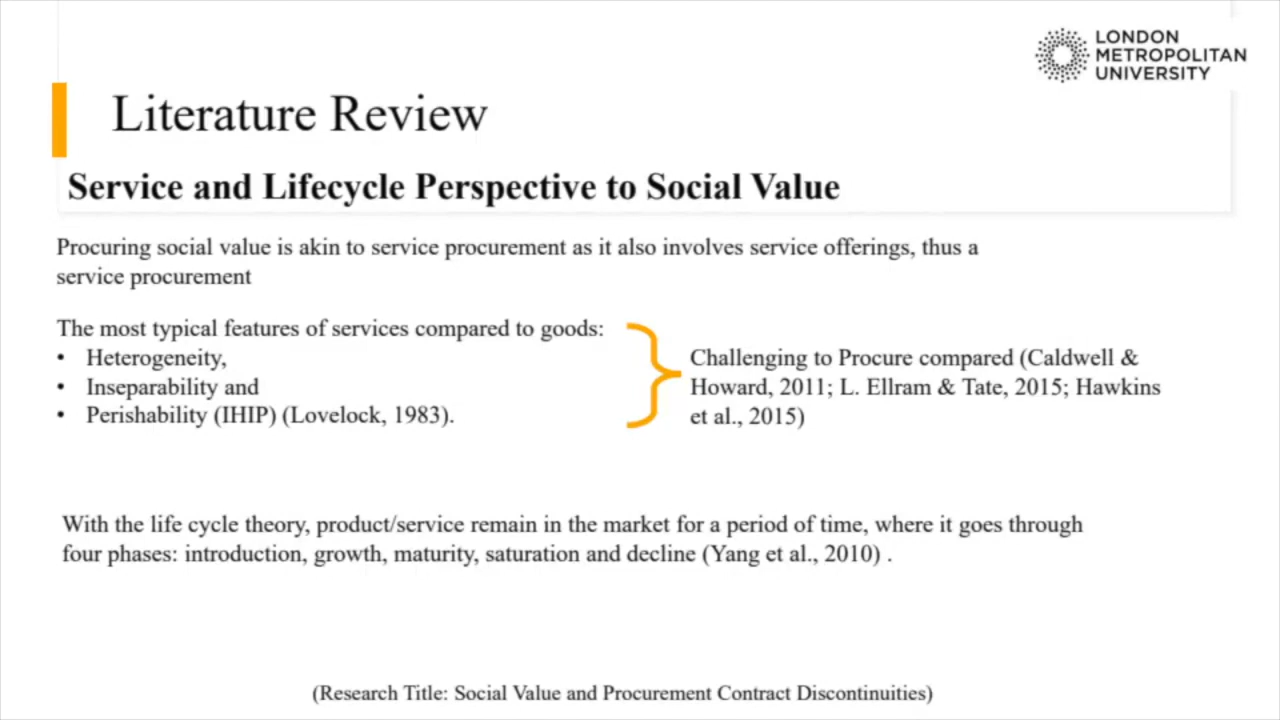 LONDON
METROPOLITAN
UNIVERSITY
Literature Review
Service and Lifecycle Perspective to Social Value
Procuring social value is akin to service procurement as it also involves service offerings, thus a
service procurement
The most typical features of services compared to goods:
• Heterogeneity,
• Inseparability and
• Perishability (IHIP) (Lovelock, 1983).
Challenging to Procure compared (Caldwell &
Howard, 2011; L. Ellram & Tate, 2015; Hawkins
et al., 2015)
With the life cycle theory, product/service remain in the market for a period of time, where it goes through
four phases: introduction, growth, maturity, saturation and decline (Yang et al., 2010) .
(Research Title: Social Value and Procurement Contract Discontinuities)